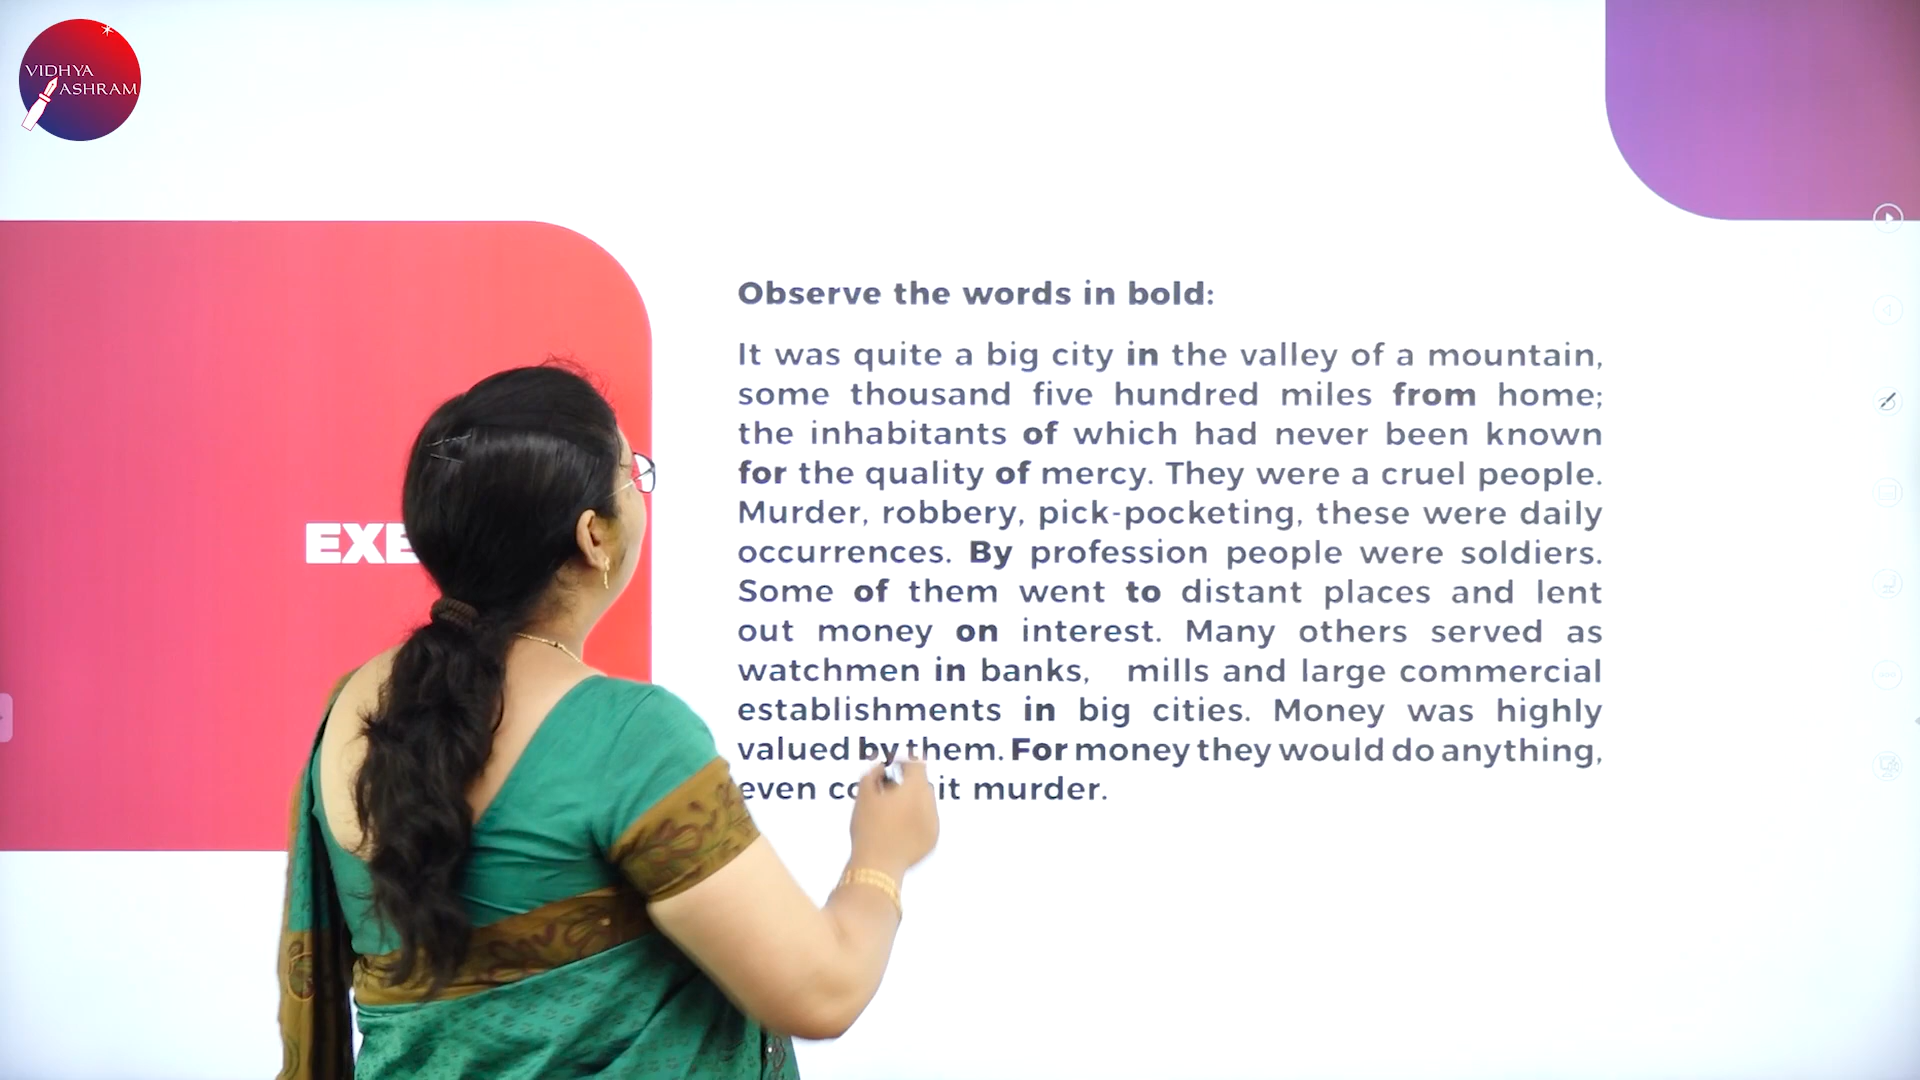 VIDHYA
ASHRAM
Observe the words in bold:
It was quite a big city in the valley of a mountain,
some thousand five hundred miles from home;
the inhabitants of which had never been known
for the quality of mercy. They were a cruel people.
Murder, robbery, pick-pocketing, these were daily
occurrences. By profession people were soldiers.
Some of them went to distant places and lent
out money on interest. Many others served as
watchmen in banks, mills and large commercial
establishments in big cities. Money was highly
valued by them. For money they would do anything,
even murder.